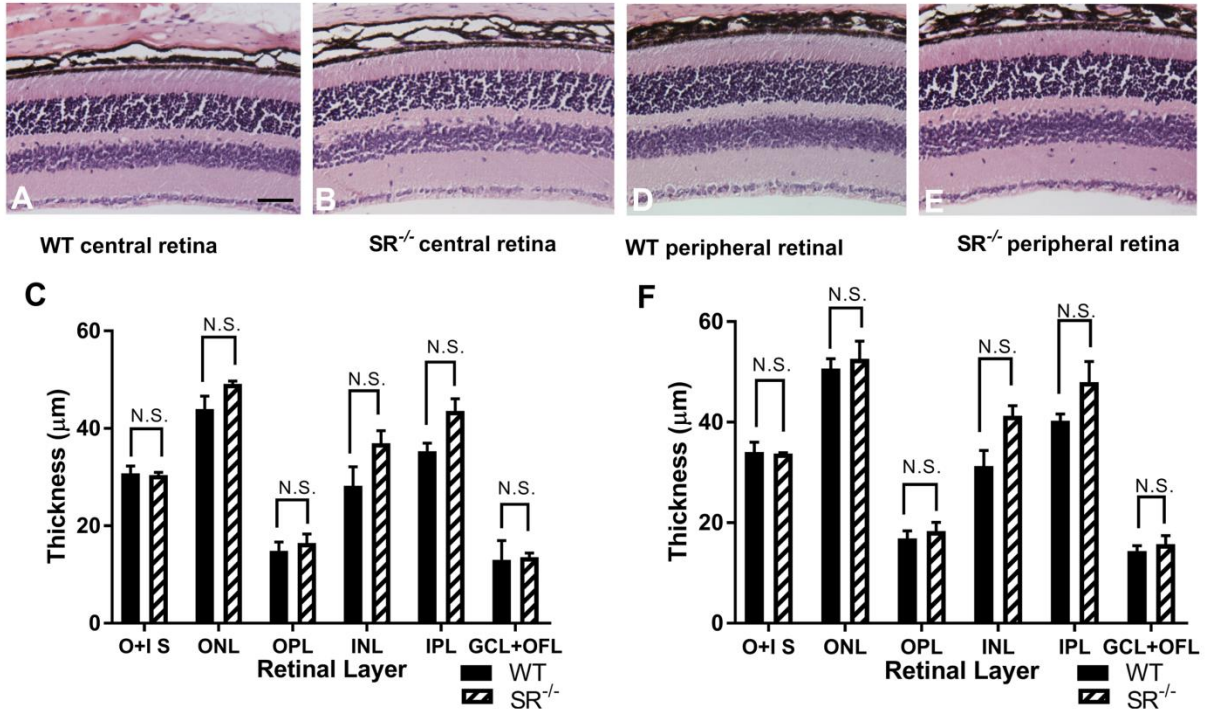 A
B
D
E
WT central retina
SR-/- central retina
WT peripheral retinal
SR-/- peripheral retina
C
Thickness (μm)
60
40
20
0
N.S.
N.S.
N.S.
N.S.
N.S.
N.S.
O+I S
ONL
OPL
INL
IPL
GCL+OFL
Retinal Layer
WT
SR-/-
F
Thickness (μm)
60
40
20
0
N.S.
N.S.
N.S.
N.S.
N.S.
N.S.
O+I S
ONL
OPL
INL
IPL
GCL+OFL
Retinal Layer
WT
SR-/-